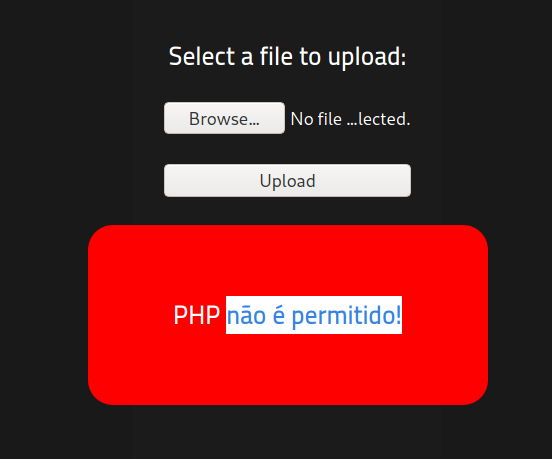 Select a file to upload:
Browse... No file ...lected.
Upload
PHP não é permitido!